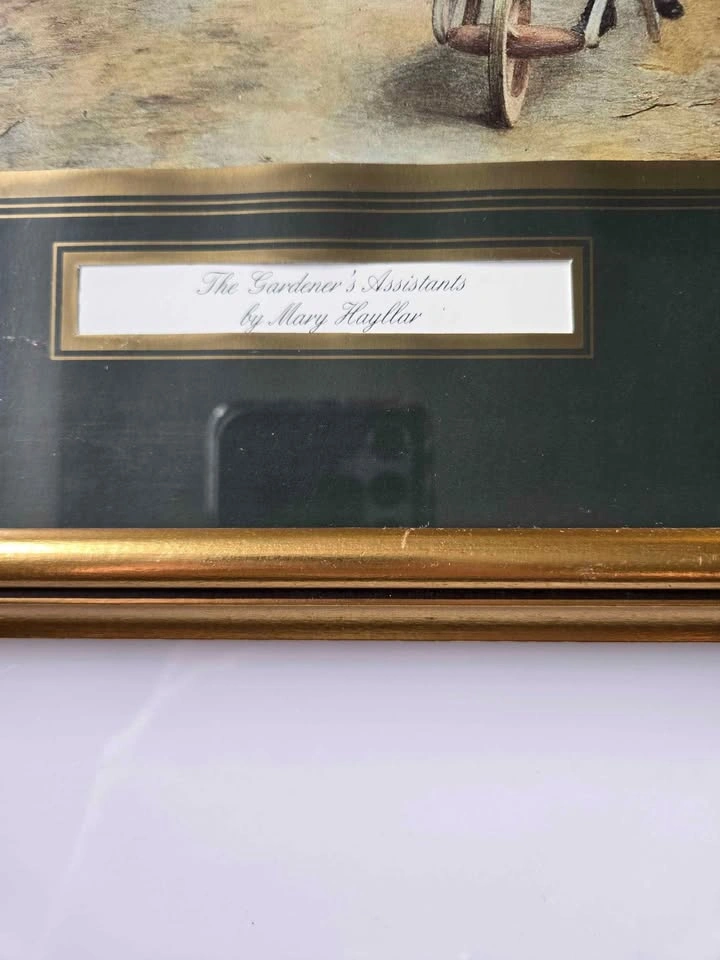 The Gardener's Assistants
by Mary Hayllar